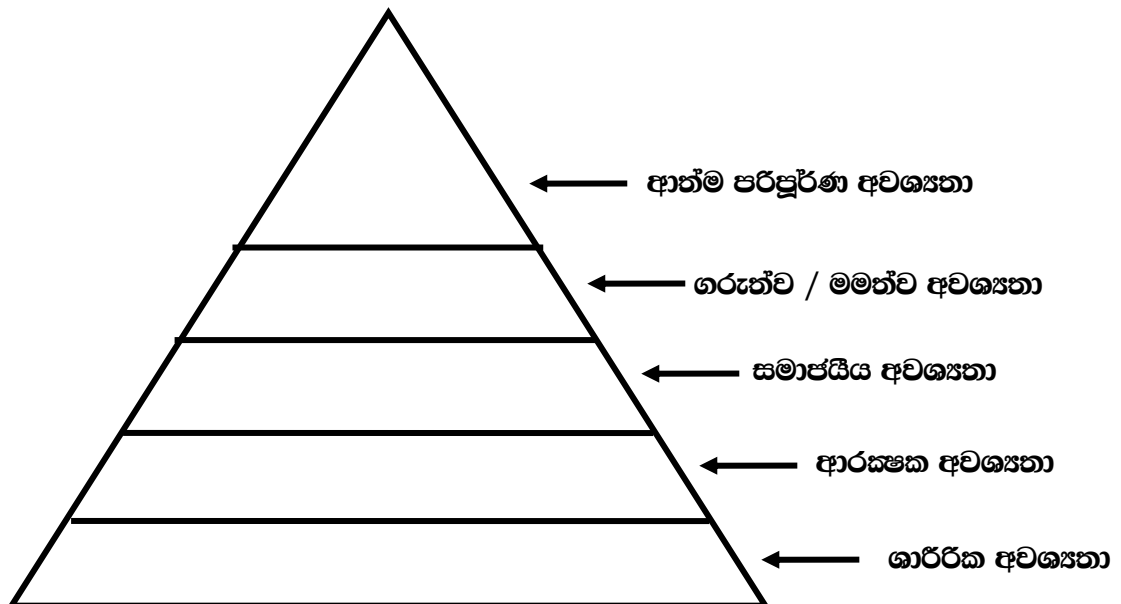 ආත්ම පරිපූර්ණ අවශ්‍යතා
ගරුත්ව / මමත්ව අවශ්‍යතා
සමාජයීය අවශ්‍යතා
ආරක්‍ෂක අවශ්‍යතා
ශාරීරික අවශ්‍යතා